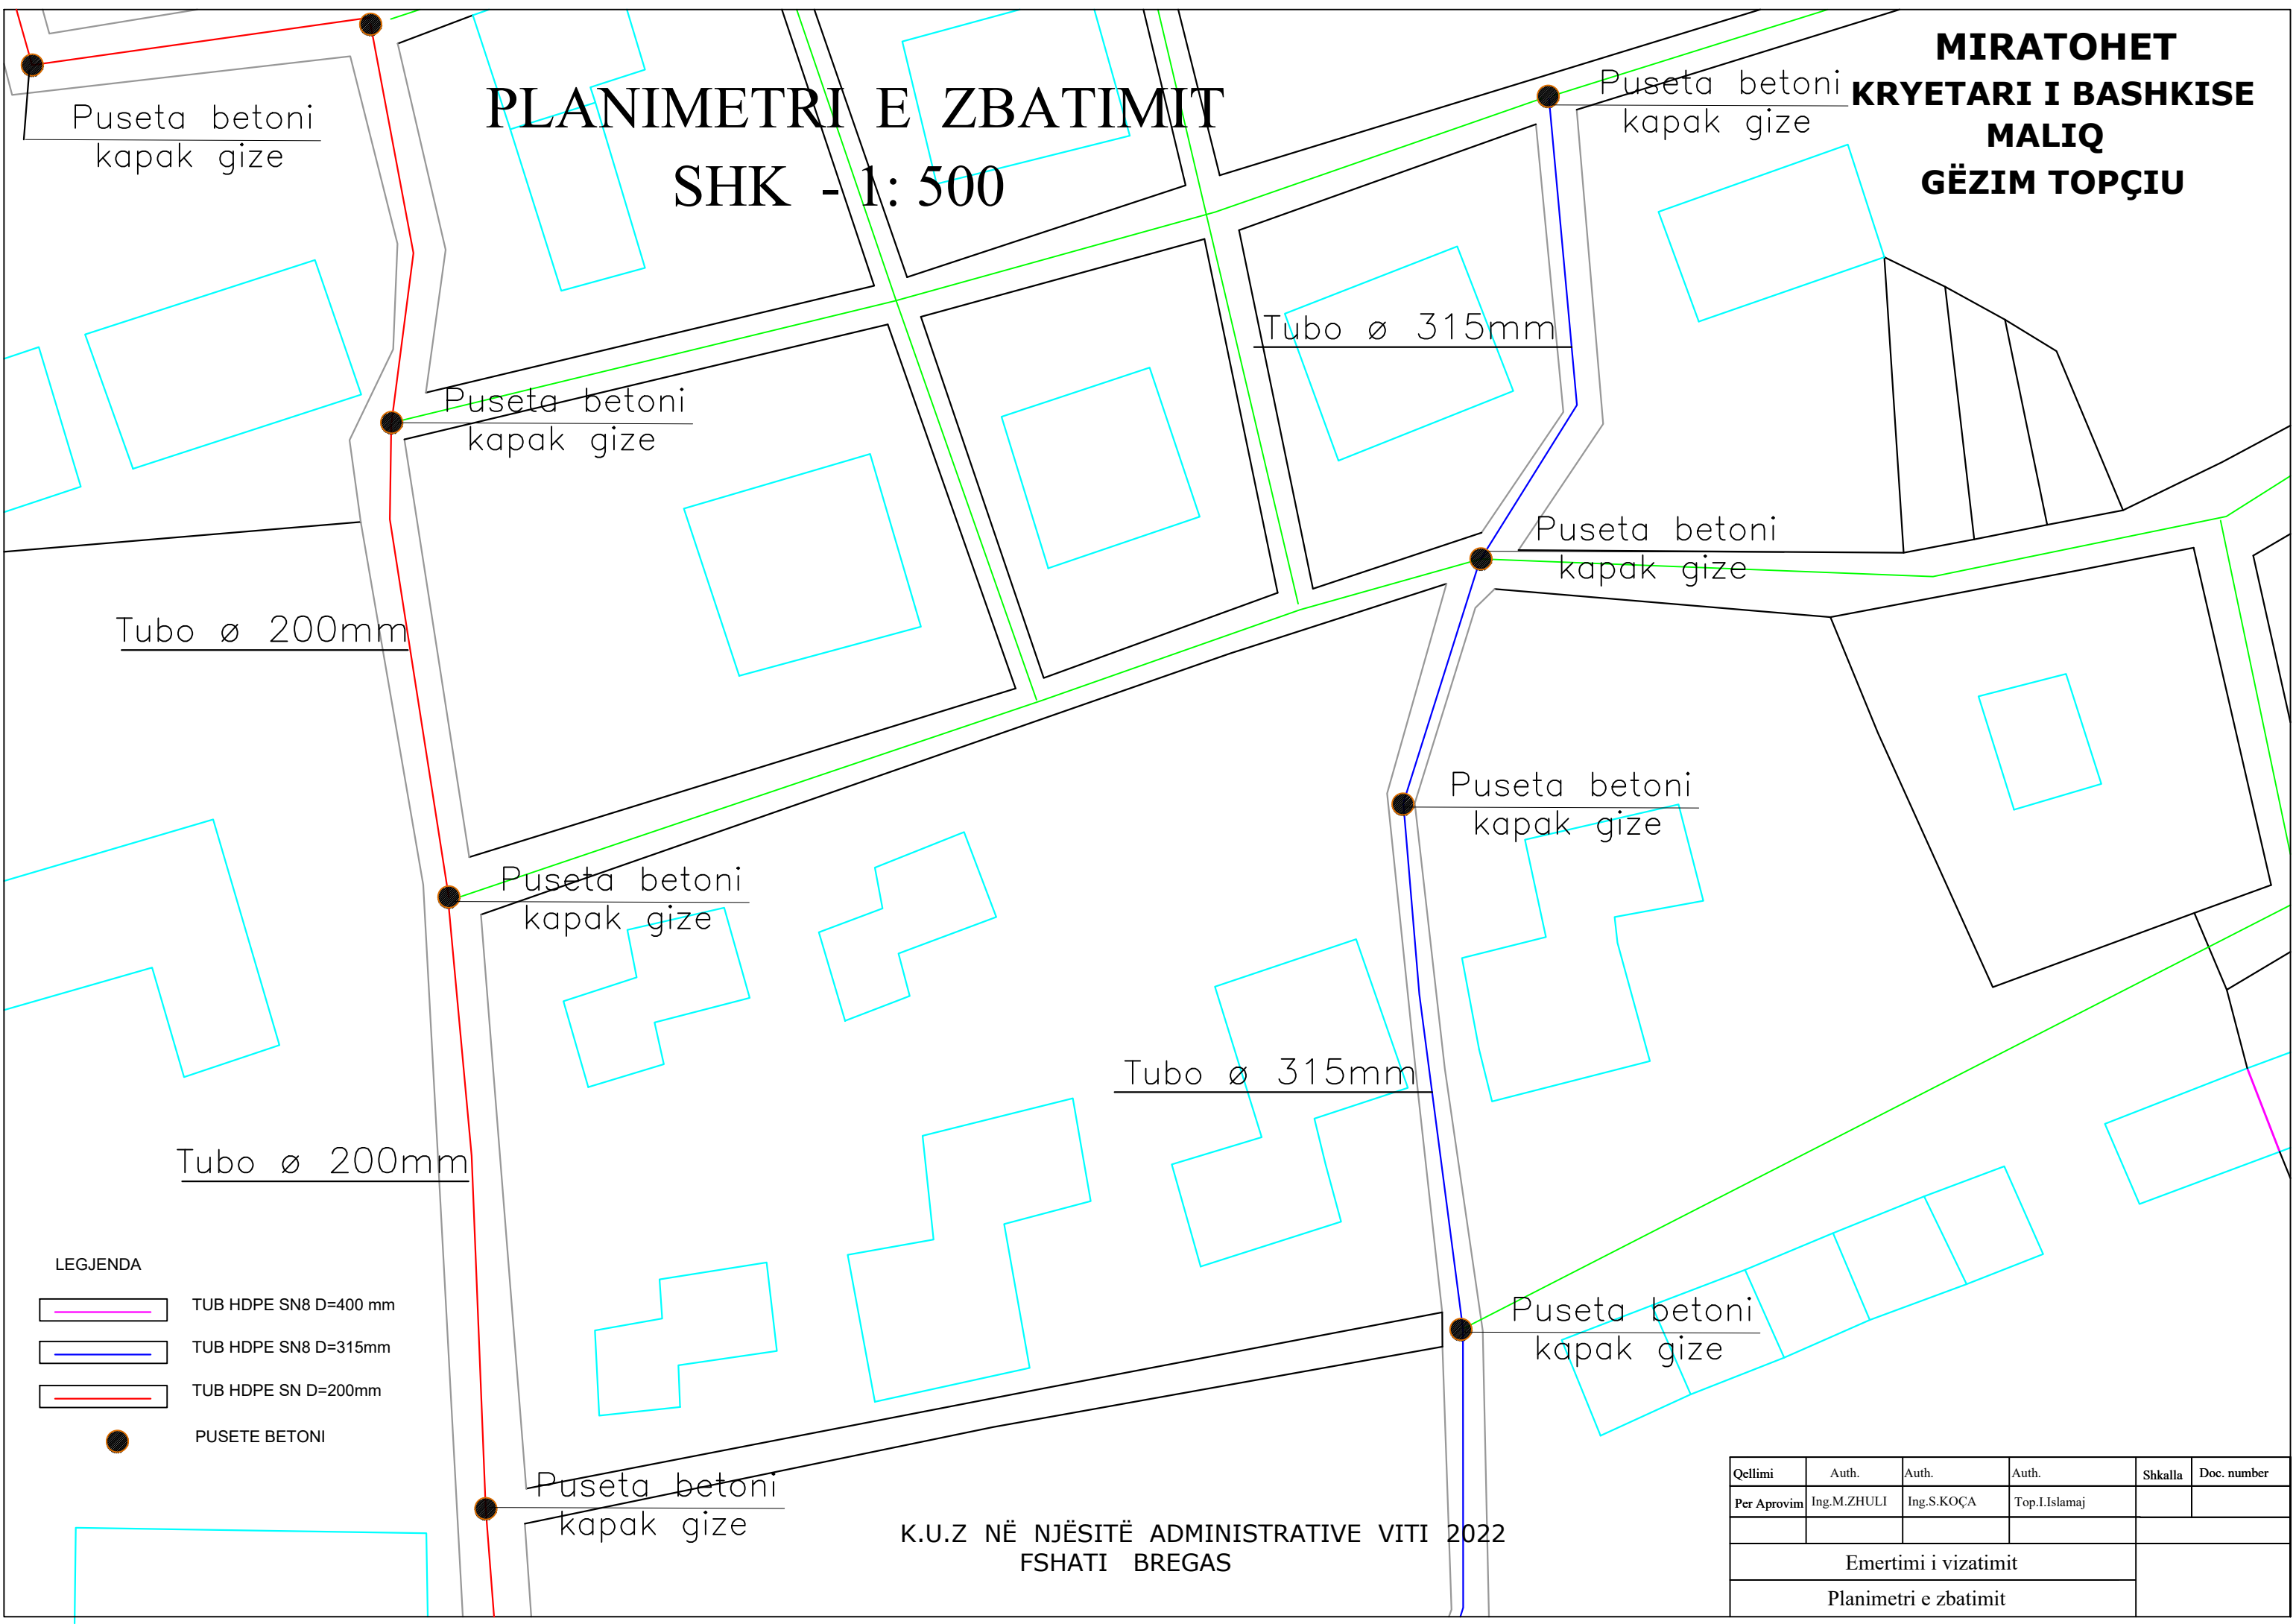 PLANIMETRI E ZBATIMIT
SHK - 1: 500
MIRATOHET
KRYETARI I BASHKISE
MALIQ
GËZIM TOPÇIU
Puseta betoni
kapak gize
Puseta betoni
kapak gize
Tubo ø 315mm
Puseta betoni
kapak gize
Puseta betoni
kapak gize
Tubo ø 200mm
Puseta betoni
kapak gize
Puseta betoni
kapak gize
Tubo ø 315mm
Tubo ø 200mm
Puseta betoni
kapak gize
Puseta betoni
kapak gize
LEGJENDA
TUB HDPE SN8 D=400 mm
TUB HDPE SN8 D=315mm
TUB HDPE SN D=200mm
PUSETE BETONI
K.U.Z NË NJËSITË ADMINISTRATIVE VITI 2022
FSHATI BREGAS
Qellimi Auth. Auth. Auth. Shkalla Doc. number
Per Aprovim Ing.M.ZHULI Ing.S.KOÇA Top.I.Islamaj
Emertimi i vizatimit
Planimetri e zbatimit